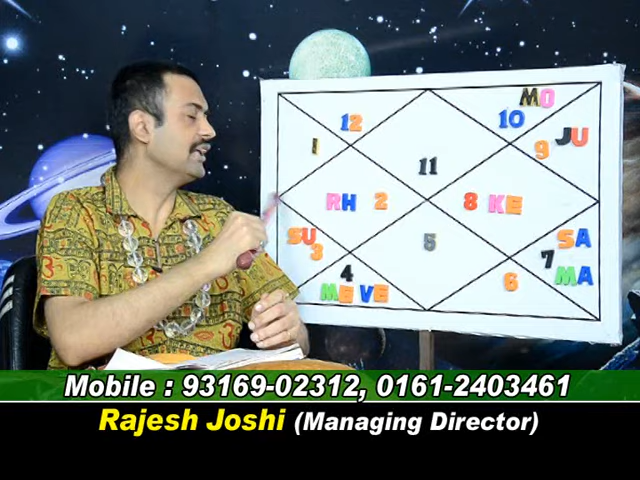 MO
12
10
1
9 JU
11
RH 2
8 KE
SU
3
5
SA
7
MA
4
6
ME VE
Mobile : 93169-02312, 0161-2403461
Rajesh Joshi (Managing Director)